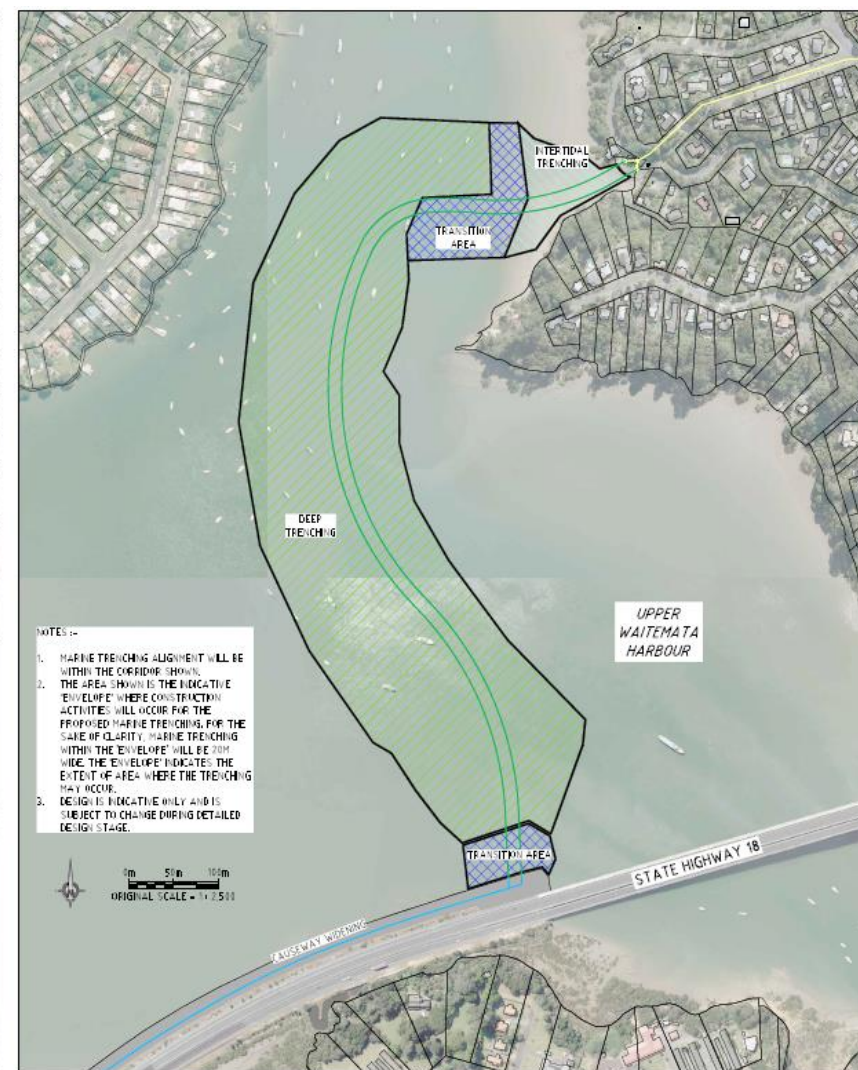 INTERTIDAL
TRENCHING
TRANSITION
AREA
DEEP
TRENCHING
UPPER
WAITEMATA
HARBOUR
NOTES :-
1. MARINE TRENCHING ALIGNMENT WILL BE
WITHIN THE CORRIDOR SHOWN.
2. THE AREA SHOWN IS THE INDICATIVE
'ENVELOPE' WHERE CONSTRUCTION
ACTIVITIES WILL OCCUR FOR THE
PROPOSED MARINE TRENCHING, FOR THE
SAKE OF CLARITY, MARINE TRENCHING
WITHIN THE 'ENVELOPE' WILL BE 20M
WIDE. THE 'ENVELOPE' INDICATES THE
EXTENT OF AREA WHERE THE TRENCHING
MAY OCCUR.
3. DESIGN IS INDICATIVE ONLY AND IS
SUBJECT TO CHANGE DURING DETAILED
DESIGN STAGE.
0m 50m 100m
ORIGINAL SCALE = 1:2,500
TRANSITION AREA
STATE HIGHWAY 18
CAUSEWAY WIDENING